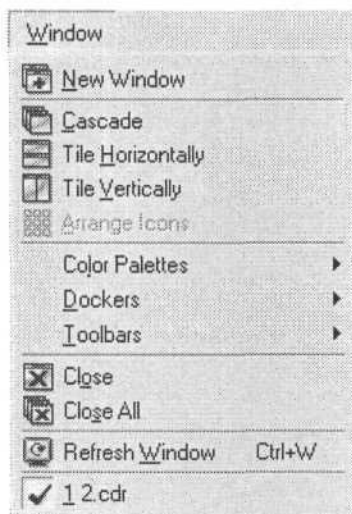 Window
New Window
Cascade
Tile Horizontally
Tile Vertically
Arrange Icons
Color Palettes
Dockers
Toolbars
Close
Close All
Refresh Window Ctrl+W
1 2.cdr